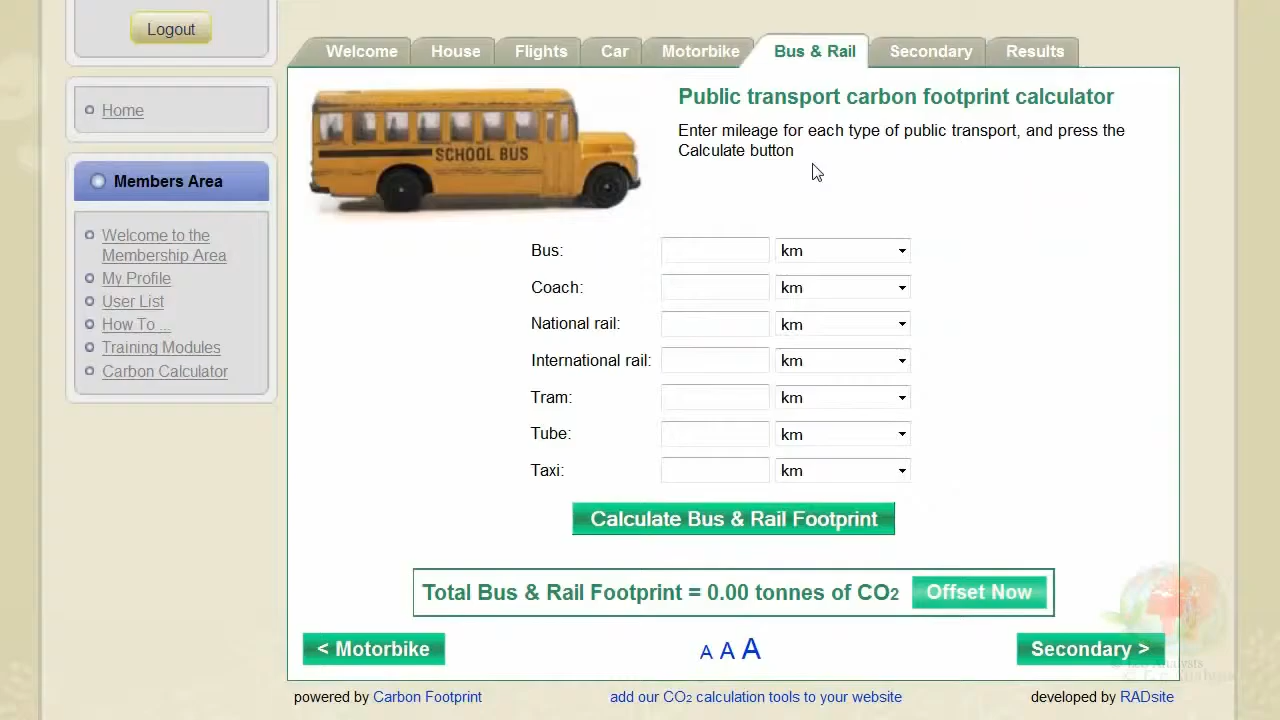 Logout
Welcome House Flights Car Motorbike Bus & Rail Secondary Results
Home
Members Area
Welcome to the
Membership Area
My Profile
User List
How To ...
Training Modules
Carbon Calculator
SCHOOL BUS
Public transport carbon footprint calculator
Enter mileage for each type of public transport, and press the
Calculate button
Bus: km
Coach: km
National rail: km
International rail: km
Tram: km
Tube: km
Taxi: km
Calculate Bus & Rail Footprint
Total Bus & Rail Footprint = 0.00 tonnes of CO2 Offset Now
< Motorbike A A A Secondary >
powered by Carbon Footprint add our CO2 calculation tools to your website developed by RADsite